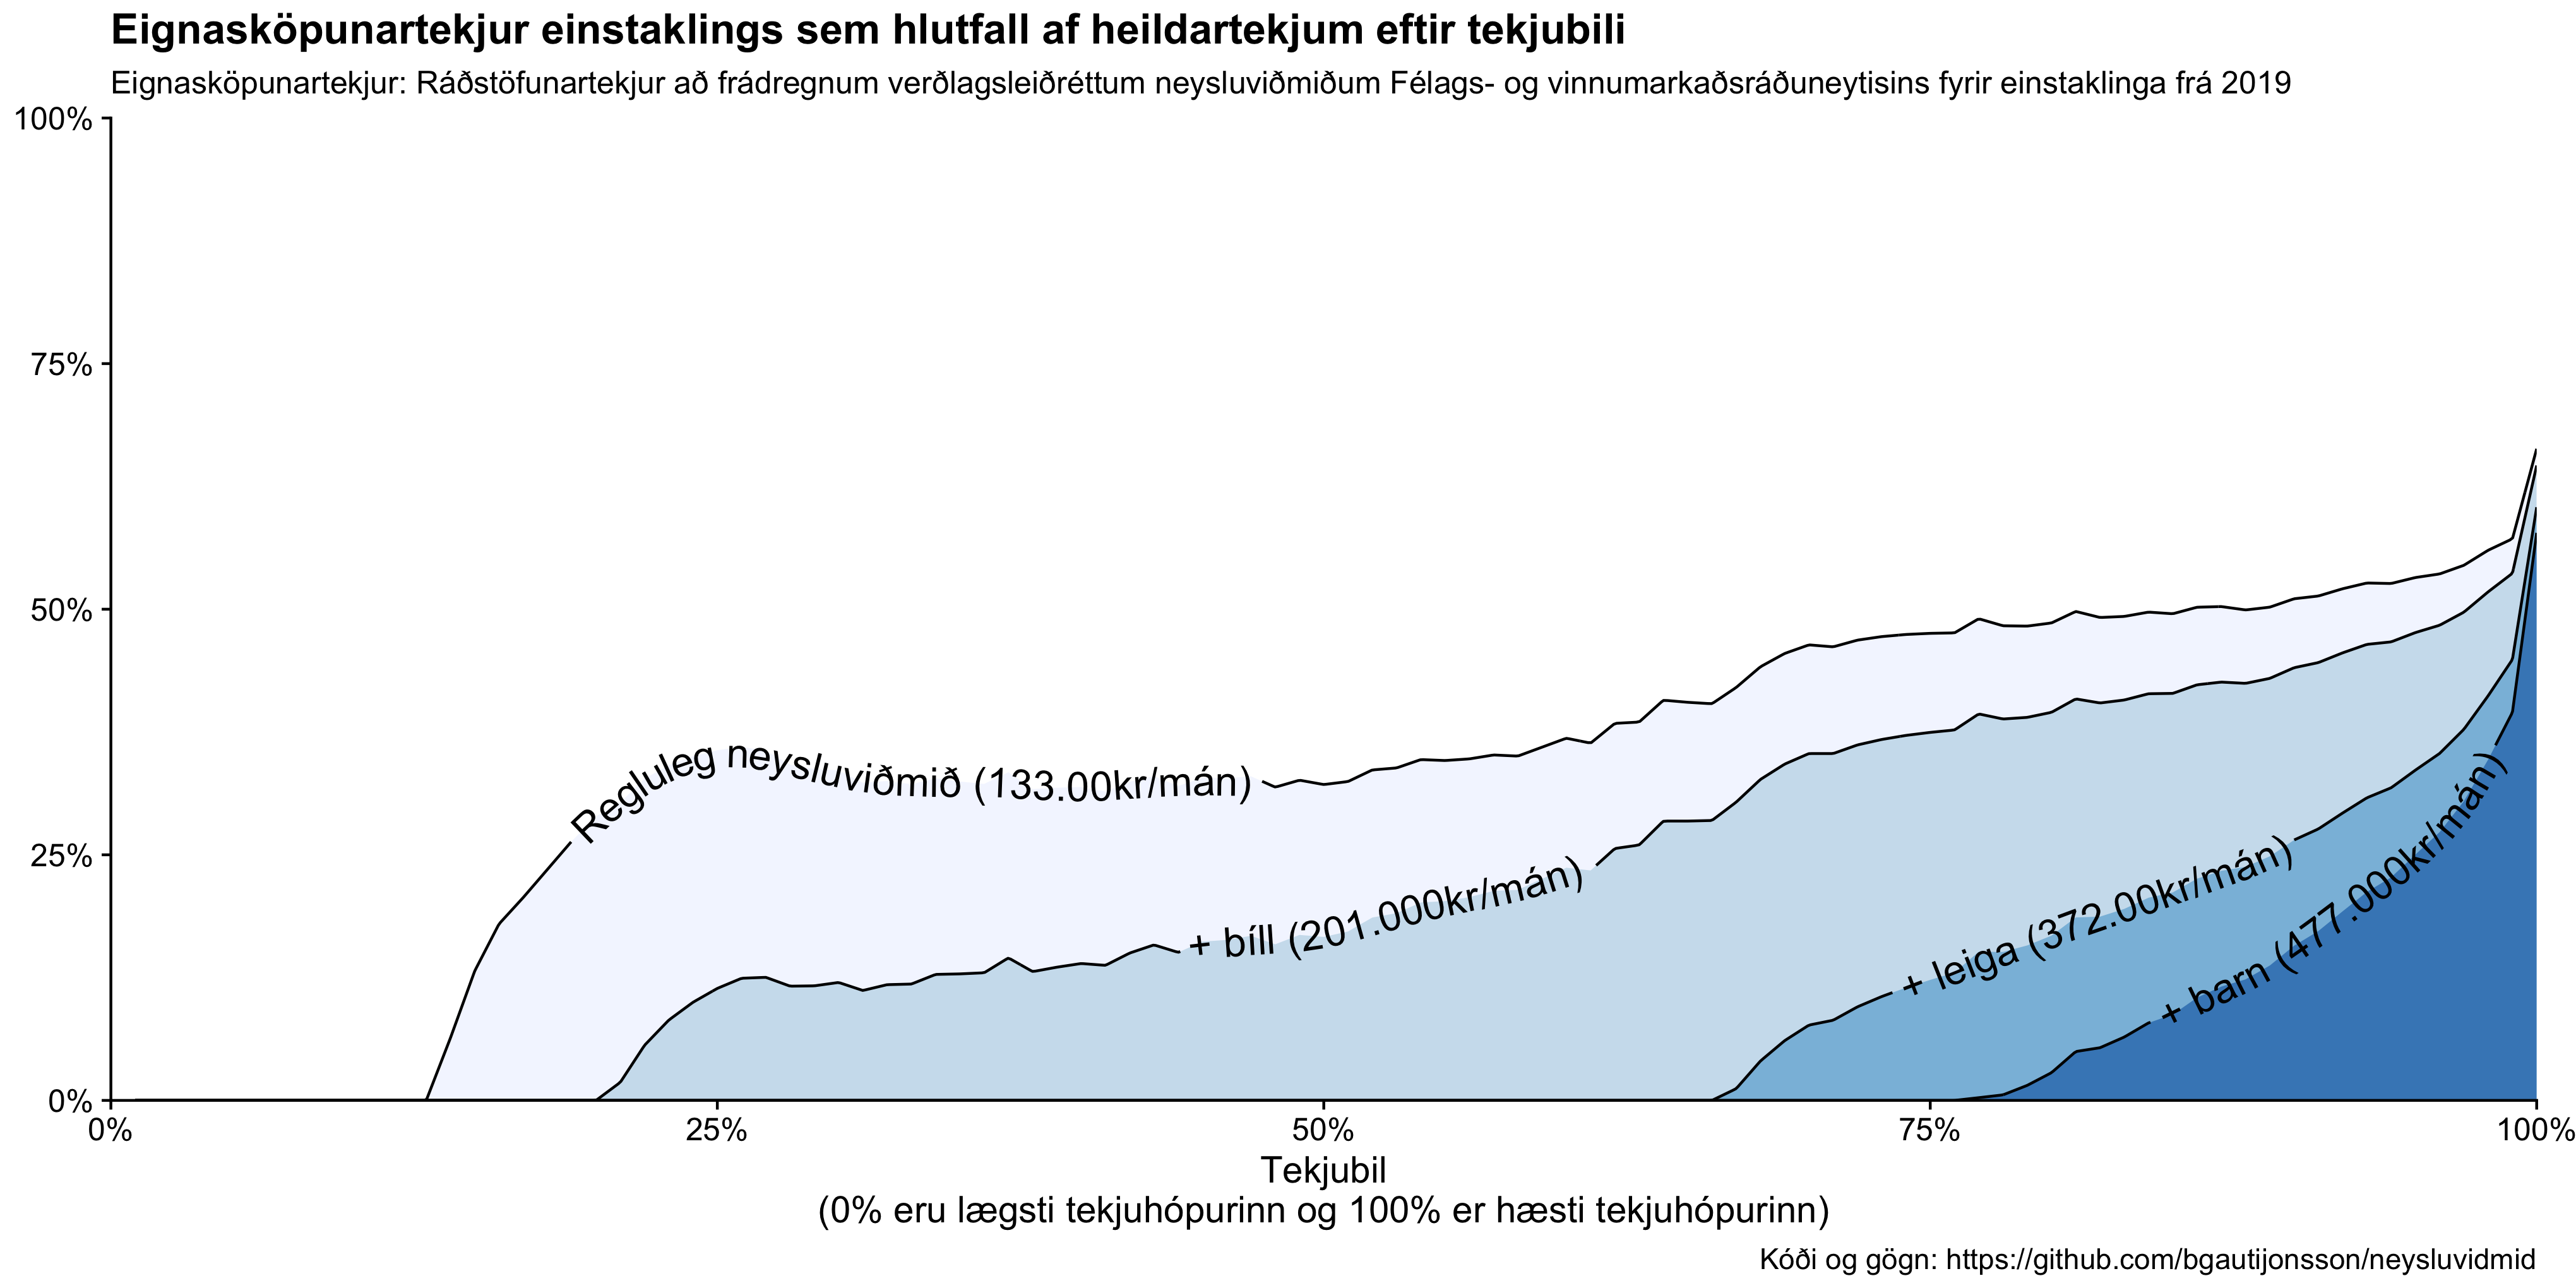 Eignasköpunartekjur einstaklings sem hlutfall af heildartekjum eftir tekjubili
Eignasköpunartekjur: Ráðstöfunartekjur að frádregnum verðlagsleiðréttum neysluviðmiðum Félags- og vinnumarkaðsráðuneytisins fyrir einstaklinga frá 2019
100%
75%
50%
25%
0%
Regluleg neysluviðmið (133.00kr/mán)
+ bíll (201.000kr/mán)
+ leiga (372.00kr/mán)
+ barn (477.000kr/mán)
0%
25%
50%
75%
100%
Tekjubil
(0% eru lægsti tekjuhópurinn og 100% er hæsti tekjuhópurinn)
Kóði og gögn: https://github.com/bgautijonsson/neysluvidmid